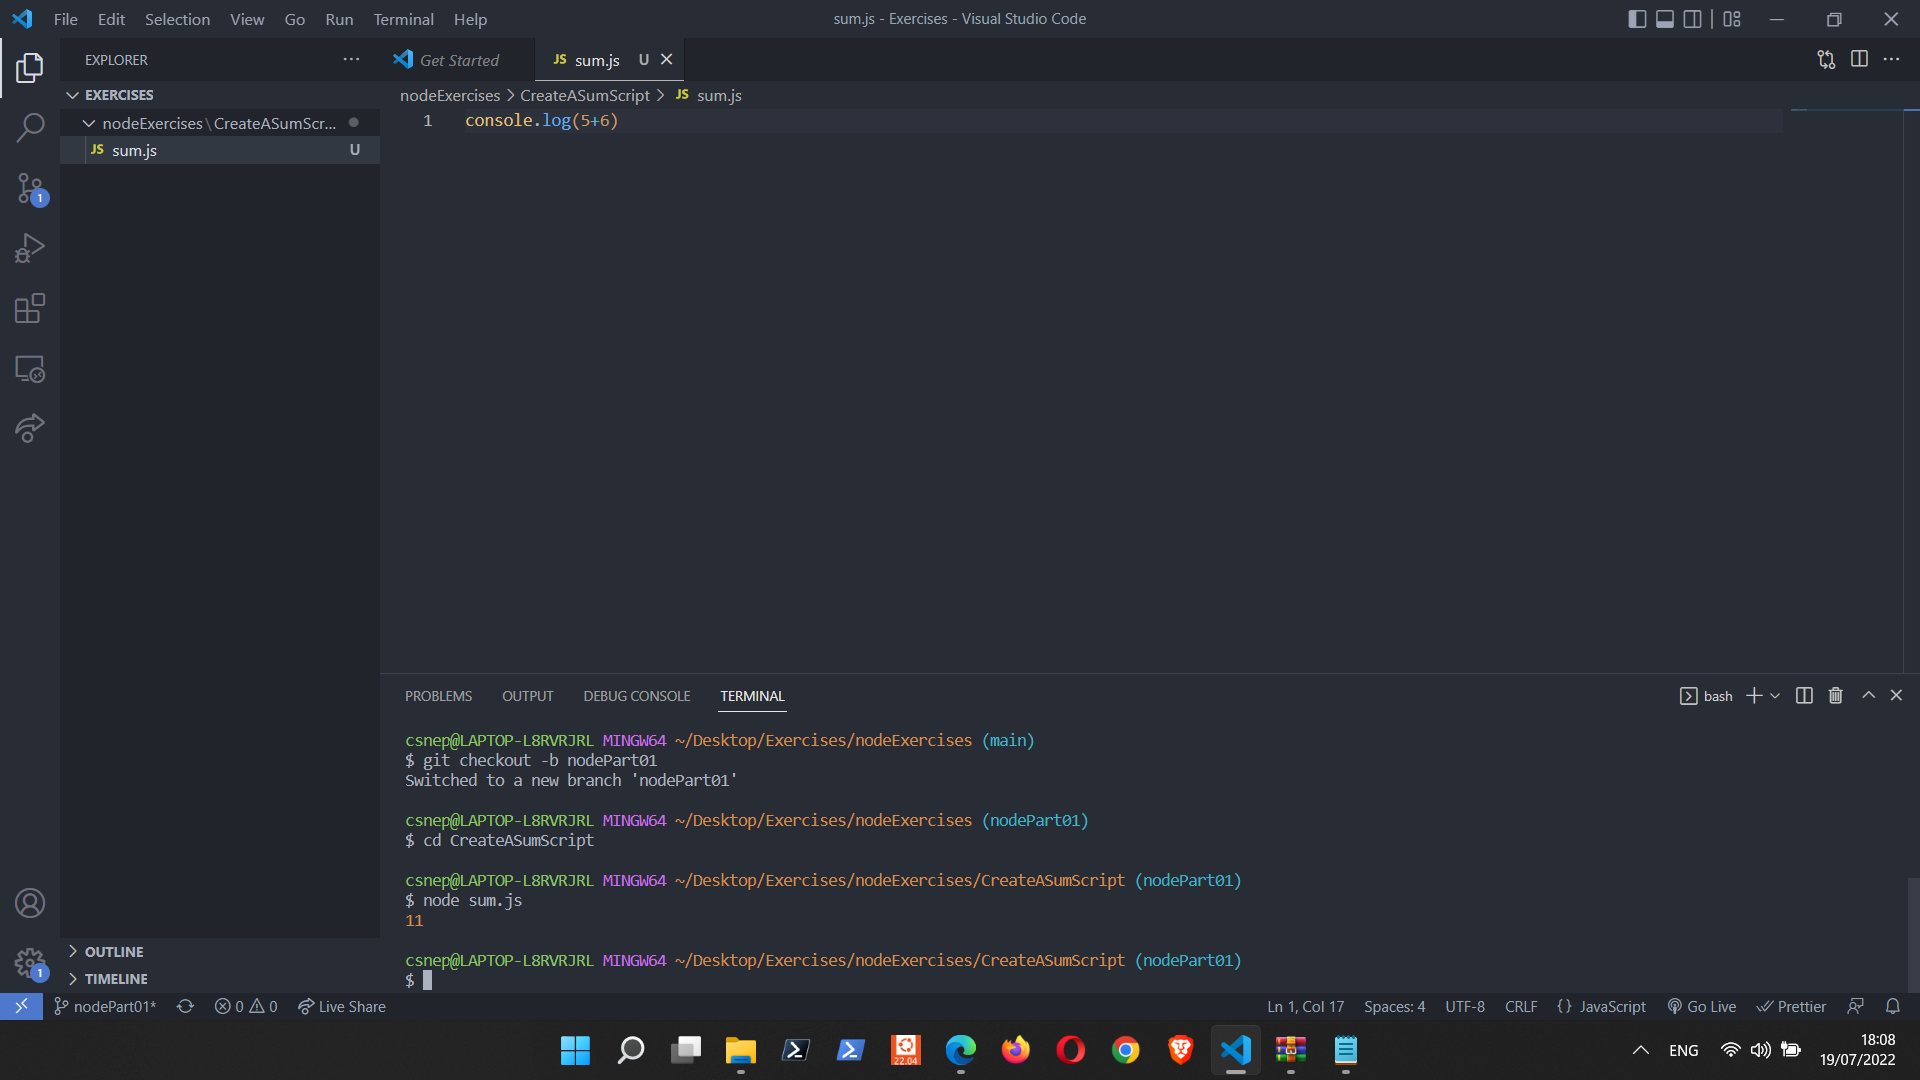 File Edit Selection View Go Run Terminal Help
sum.js - Exercises - Visual Studio Code
EXPLORER
EXERCISES
nodeExercises\CreateASumScr...
JS sum.js U
Get Started
JS sum.js U
nodeExercises > CreateASumScript > JS sum.js
1 console.log(5+6)
1
1
OUTLINE
TIMELINE
PROBLEMS OUTPUT DEBUG CONSOLE TERMINAL
bash
csnep@LAPTOP-L8RVRJRL MINGW64 ~/Desktop/Exercises/nodeExercises (main)
$ git checkout -b nodePart01
Switched to a new branch 'nodePart01'
csnep@LAPTOP-L8RVRJRL MINGW64 ~/Desktop/Exercises/nodeExercises (nodePart01)
$ cd CreateASumScript
csnep@LAPTOP-L8RVRJRL MINGW64 ~/Desktop/Exercises/nodeExercises/CreateASumScript (nodePart01)
$ node sum.js
11
csnep@LAPTOP-L8RVRJRL MINGW64 ~/Desktop/Exercises/nodeExercises/CreateASumScript (nodePart01)
$
nodePart01* 0 0 Live Share
Ln 1, Col 17 Spaces: 4 UTF-8 CRLF {} JavaScript Go Live Prettier
22.04
ENG
18:08
19/07/2022